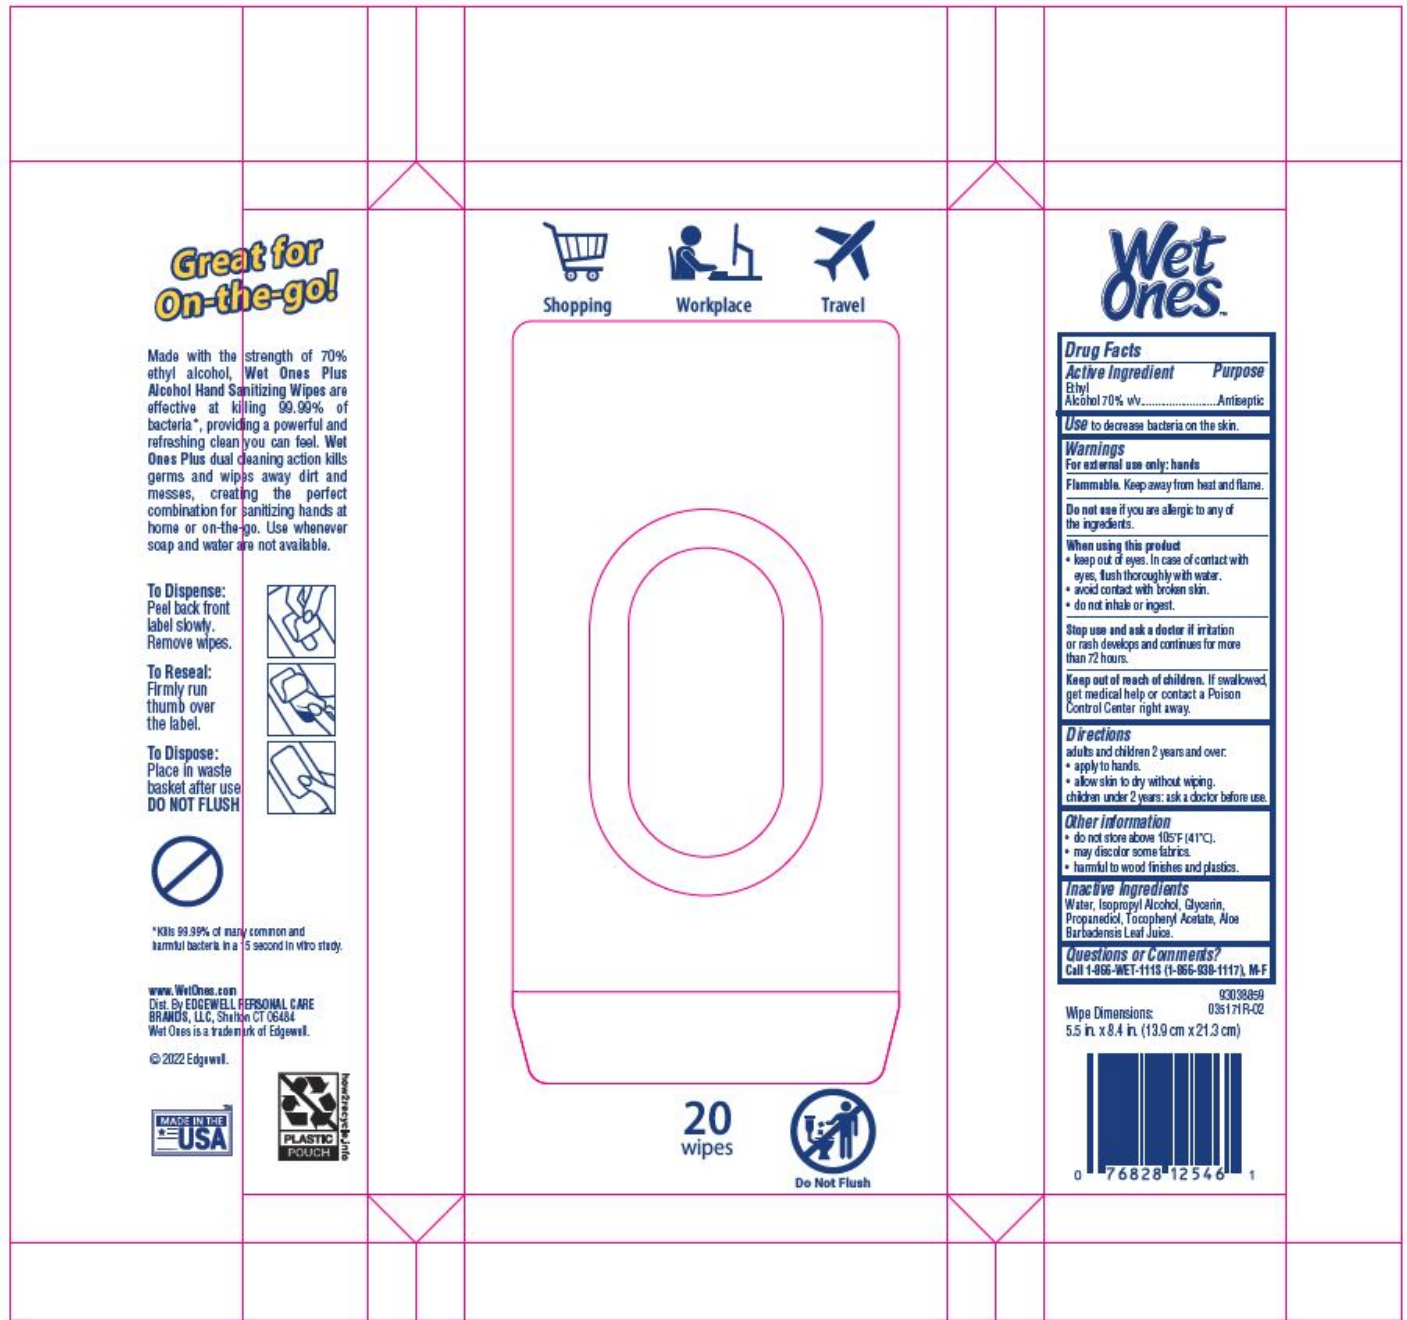 Great for
On-the-go!
Made with the strength of 70%
ethyl alcohol, Wet Ones Plus
Alcohol Hand Sanitizing Wipes are
effective at killing 99.99% of
bacteria*, providing a powerful and
refreshing clean you can feel. Wet
Ones Plus dual cleaning action kills
germs and wipes away dirt and
messes, creating the perfect
combination for sanitizing hands at
home or on-the-go. Use whenever
soap and water are not available.
To Dispense:
Peel back front
label slowly.
Remove wipes.
To Reseal:
Firmly run
thumb over
the label.
To Dispose:
Place in waste
basket after use
DO NOT FLUSH
*Kills 99.99% of many common and
harmful bacteria in a 15 second in vitro study.
www.WetOnes.com
Dist. By EDGEWELL PERSONAL CARE
BRANDS, LLC, Shelton CT 06484
Wet Ones is a trademark of Edgewell.
© 2022 Edgewell.
MADE IN THE
USA
TM
PLASTIC
POUCH
how2recycle.info
Shopping
Workplace
Travel
20
wipes
Do Not Flush
Wet
Ones™
Drug Facts
Active Ingredient Purpose
Ethyl
Alcohol 70% v/v..........................Antiseptic
Use to decrease bacteria on the skin.
Warnings
For external use only: hands
Flammable. Keep away from heat and flame.
Do not use if you are allergic to any of
the ingredients.
When using this product
• keep out of eyes. In case of contact with
eyes, flush thoroughly with water.
• avoid contact with broken skin.
• do not inhale or ingest.
Stop use and ask a doctor if irritation
or rash develops and continues for more
than 72 hours.
Keep out of reach of children. If swallowed,
get medical help or contact a Poison
Control Center right away.
Directions
adults and children 2 years and over:
• apply to hands.
• allow skin to dry without wiping.
children under 2 years: ask a doctor before use.
Other information
• do not store above 105°F (41°C).
• may discolor some fabrics.
• harmful to wood finishes and plastics.
Inactive Ingredients
Water, Isopropyl Alcohol, Glycerin,
Propanediol, Tocopheryl Acetate, Aloe
Barbadensis Leaf Juice.
Questions or Comments?
Call 1-866-WET-111S (1-866-938-1117), M-F
93038859
035171R-02
Wipe Dimensions:
5.5 in. x 8.4 in. (13.9 cm x 21.3 cm)
0 76828 12546 1